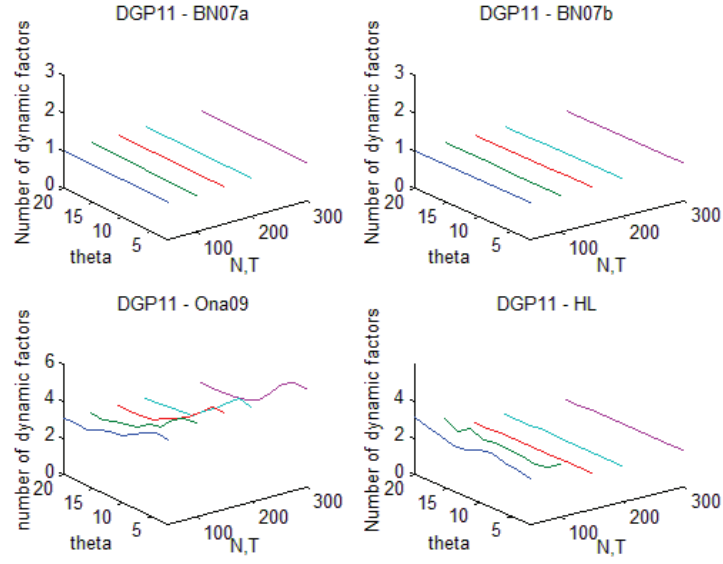 DGP11 - BN07a
Number of dynamic factors
3
2
1
0
20
15
10
5
theta
100
200
300
N,T
DGP11 - BN07b
Number of dynamic factors
3
2
1
0
20
15
10
5
theta
100
200
300
N,T
DGP11 - Ona09
number of dynamic factors
6
4
2
0
20
15
10
5
theta
100
200
300
N,T
DGP11 - HL
Number of dynamic factors
4
2
0
20
15
10
5
theta
100
200
300
N,T